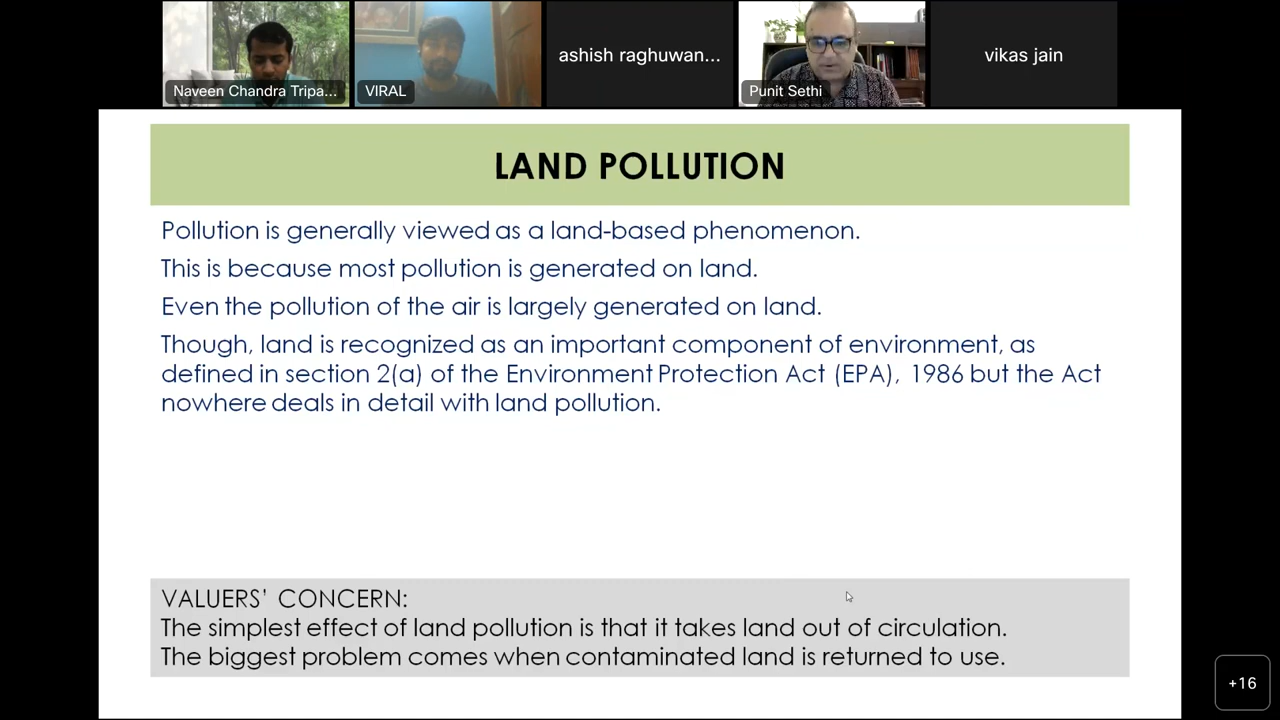 Naveen Chandra Tripa...
VIRAL
ashish raghuwan...
Punit Sethi
vikas jain
LAND POLLUTION
Pollution is generally viewed as a land-based phenomenon.
This is because most pollution is generated on land.
Even the pollution of the air is largely generated on land.
Though, land is recognized as an important component of environment, as
defined in section 2(a) of the Environment Protection Act (EPA), 1986 but the Act
nowhere deals in detail with land pollution.
VALUERS' CONCERN:
The simplest effect of land pollution is that it takes land out of circulation.
The biggest problem comes when contaminated land is returned to use.
+16